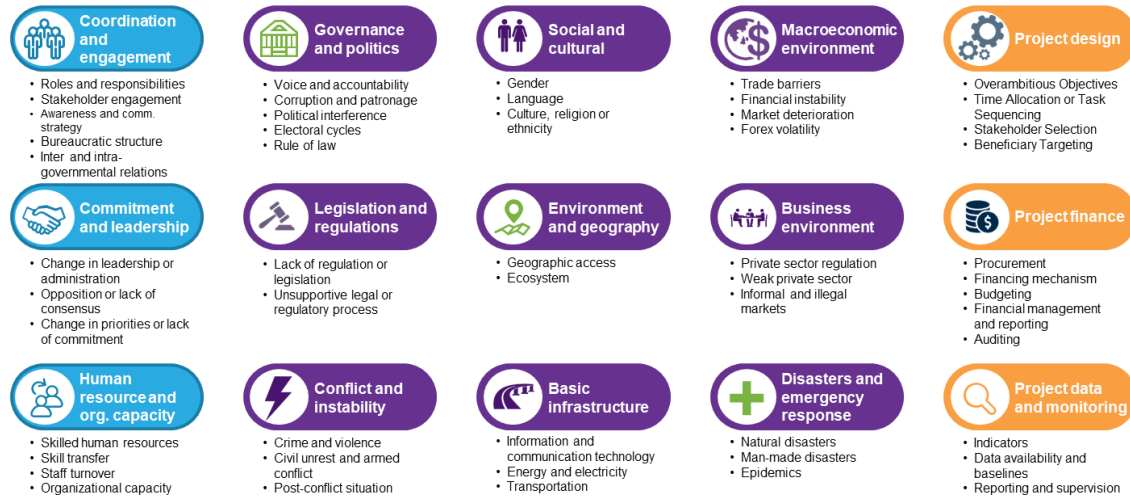 Coordination
and
engagement
• Roles and responsibilities
• Stakeholder engagement
• Awareness and comm.
strategy
• Bureaucratic structure
• Inter and intra-
governmental relations
Governance
and politics
• Voice and accountability
• Corruption and patronage
• Political interference
• Electoral cycles
• Rule of law
Social and
cultural
• Gender
• Language
• Culture, religion or
ethnicity
Macroeconomic
environment
• Trade barriers
• Financial instability
• Market deterioration
• Forex volatility
Project design
• Overambitious Objectives
• Time Allocation or Task
Sequencing
• Stakeholder Selection
• Beneficiary Targeting
Commitment
and leadership
• Change in leadership or
administration
• Opposition or lack of
consensus
• Change in priorities or lack
of commitment
Legislation and
regulations
• Lack of regulation or
legislation
• Unsupportive legal or
regulatory process
Environment
and geography
• Geographic access
• Ecosystem
Business
environment
• Private sector regulation
• Weak private sector
• Informal and illegal
markets
Project finance
• Procurement
• Financing mechanism
• Budgeting
• Financial management
and reporting
• Auditing
Human
resource and
org. capacity
• Skilled human resources
• Skill transfer
• Staff turnover
• Organizational capacity
Conflict and
instability
• Crime and violence
• Civil unrest and armed
conflict
• Post-conflict situation
Basic
infrastructure
• Information and
communication technology
• Energy and electricity
• Transportation
Disasters and
emergency
response
• Natural disasters
• Man-made disasters
• Epidemics
Project data
and monitoring
• Indicators
• Data availability and
baselines
• Reporting and supervision